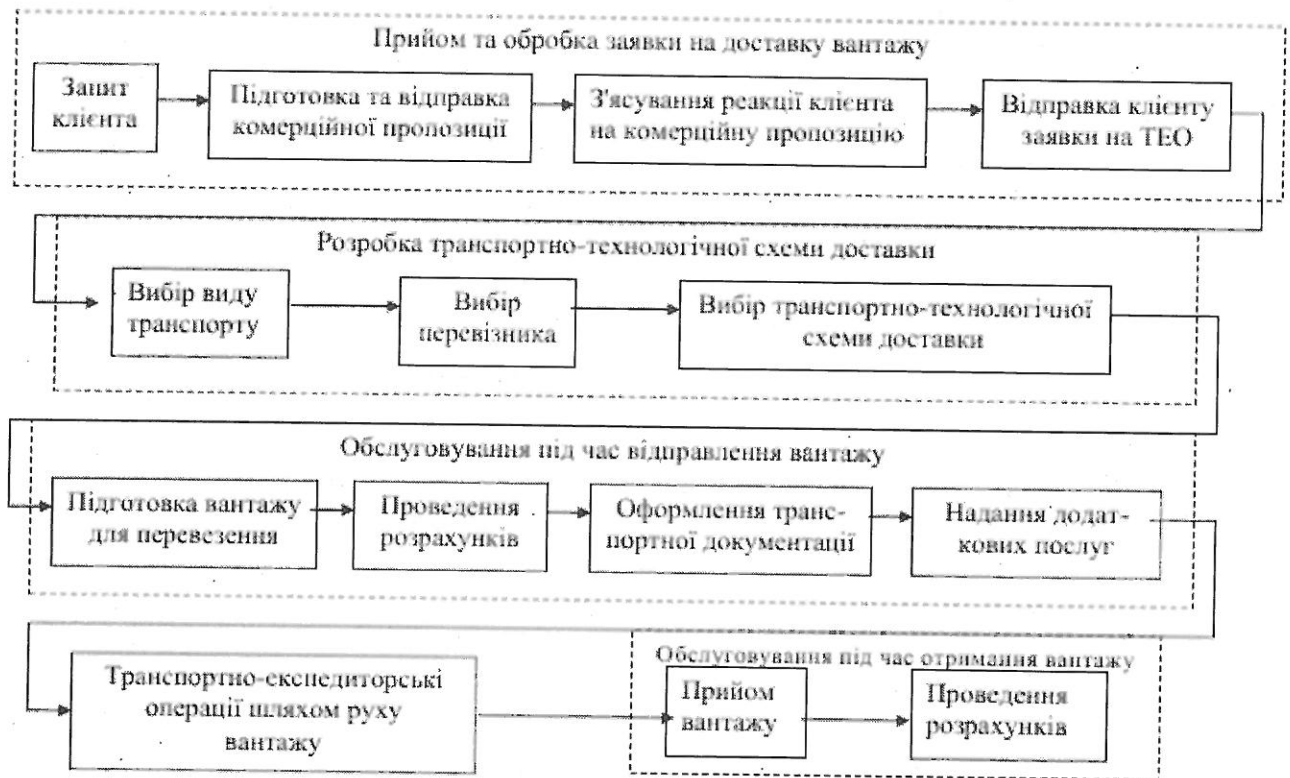 Прийом та обробка заявки на доставку вантажу
Запит
клієнта
Підготовка та відправка
комерційної пропозиції
З'ясування реакції клієнта
на комерційну пропозицію
Відправка клієнту
заявки на ТЕО
Розробка транспортно-технологічної схеми доставки
Вибір виду
транспорту
Вибір
перевізника
Вибір транспортно-технологічної
схеми доставки
Обслуговування під час відправлення вантажу
Підготовка вантажу
для перевезення
Проведення
розрахунків
Оформлення транс-
портної документації
Надання додат-
кових послуг
Транспортно-експедиторські
операції шляхом руху
вантажу
Обслуговування під час отримання вантажу
Прийом
вантажу
Проведення
розрахунків